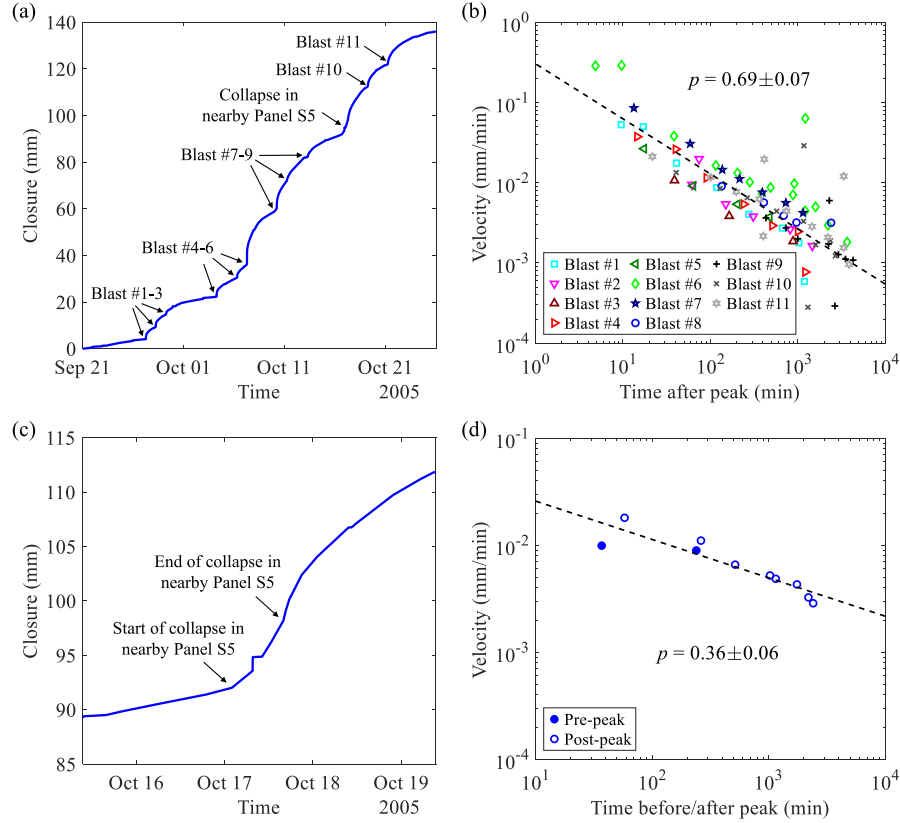 (a)
Closure (mm)
140
120
100
80
60
40
20
0
Blast #11
Blast #10
Collapse in
nearby Panel S5
Blast #7-9
Blast #4-6
Blast #1-3
Sep 21
Oct 01
Oct 11
Oct 21
Time
2005
(b)
Velocity (mm/min)
10^0
10^-1
10^-2
10^-3
10^-4
p = 0.69±0.07
Blast #1 Blast #5 Blast #9
Blast #2 Blast #6 Blast #10
Blast #3 Blast #7 Blast #11
Blast #4 Blast #8
10^0 10^1 10^2 10^3 10^4
Time after peak (min)
(c)
Closure (mm)
115
110
105
100
95
90
85
End of collapse in
nearby Panel S5
Start of collapse in
nearby Panel S5
Oct 16
Oct 17
Oct 18
Oct 19
Time
2005
(d)
Velocity (mm/min)
10^-1
10^-2
10^-3
10^-4
p = 0.36±0.06
Pre-peak
Post-peak
10^1 10^2 10^3 10^4
Time before/after peak (min)